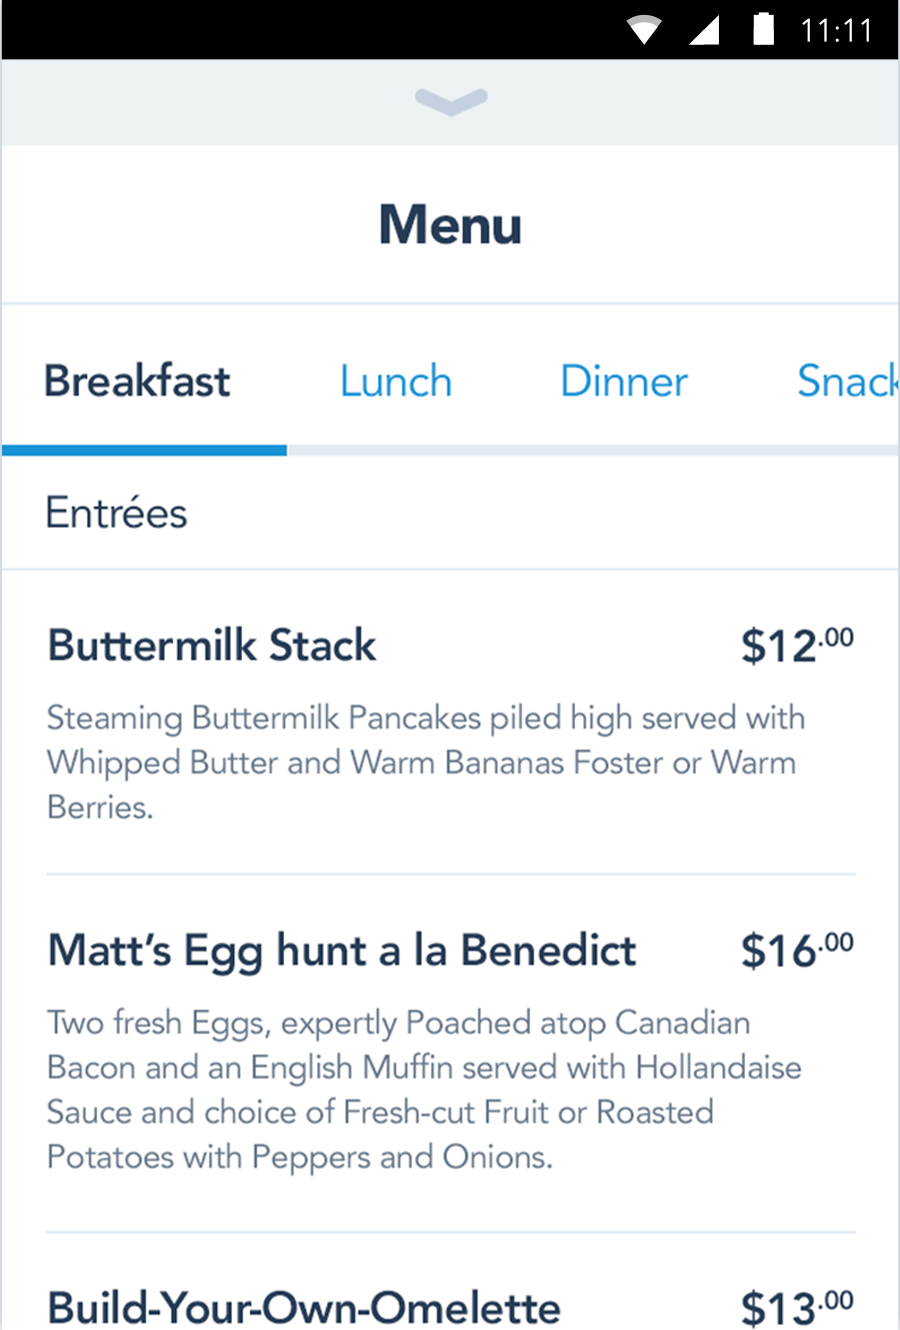 11:11
Menu
Breakfast Lunch Dinner Snack
Entrées
Buttermilk Stack $12.00
Steaming Buttermilk Pancakes piled high served with
Whipped Butter and Warm Bananas Foster or Warm
Berries.
Matt’s Egg hunt a la Benedict $16.00
Two fresh Eggs, expertly Poached atop Canadian
Bacon and an English Muffin served with Hollandaise
Sauce and choice of Fresh-cut Fruit or Roasted
Potatoes with Peppers and Onions.
Build-Your-Own-Omelette $13.00